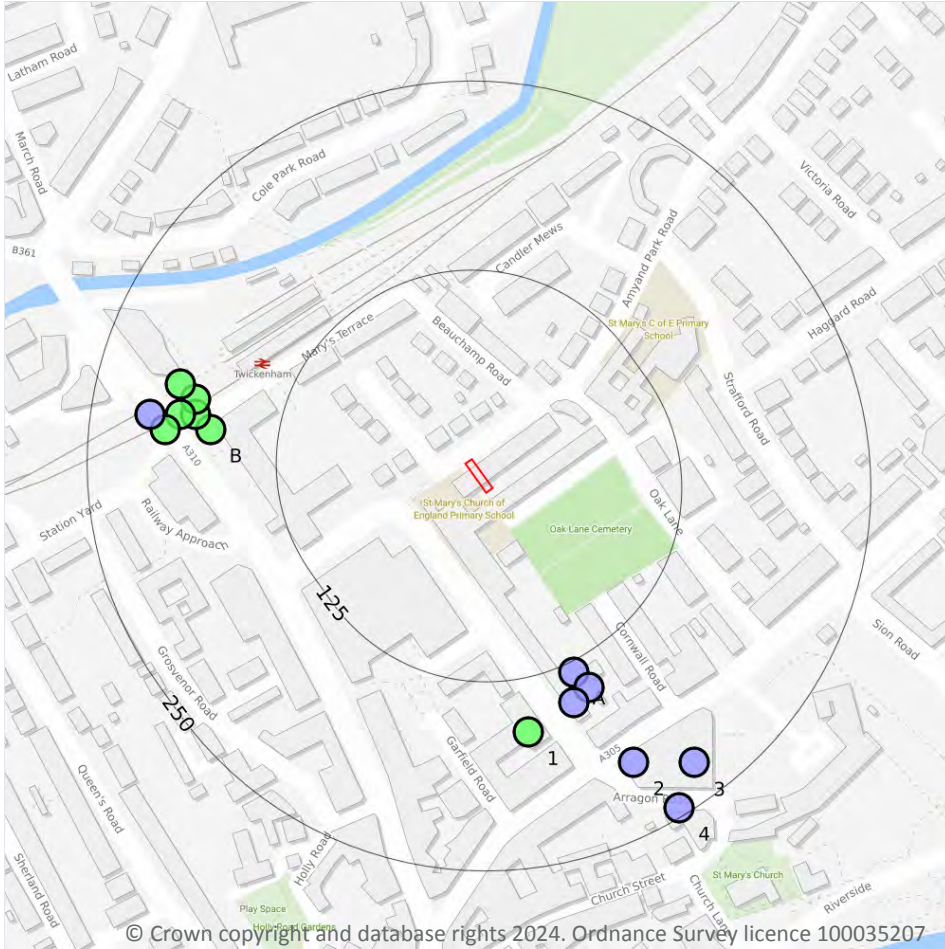 Latham Road
March Road
Cole Park Road
Victoria Road
B361
Candler Mews
Amyand Park Road
Haggard Road
St Mary's C of E Primary
School
Mary's Terrace
Beauchamp Road
Twickenham
Strafford Road
B
A310
St Mary's Church of
England Primary School
Oak Lane Cemetery
Oak Lane
Station Yard
Railway Approach
125
Cornwall Road
Sion Road
Grosvenor Road
250
Garfield Road
1
A305
2
3
Arragon
4
Queen's Road
Holly Road
Sherland Road
Church Street
Church Lane
St Mary's Church
Riverside
Play Space
Holly Road Gardens
© Crown copyright and database rights 2024. Ordnance Survey licence 100035207